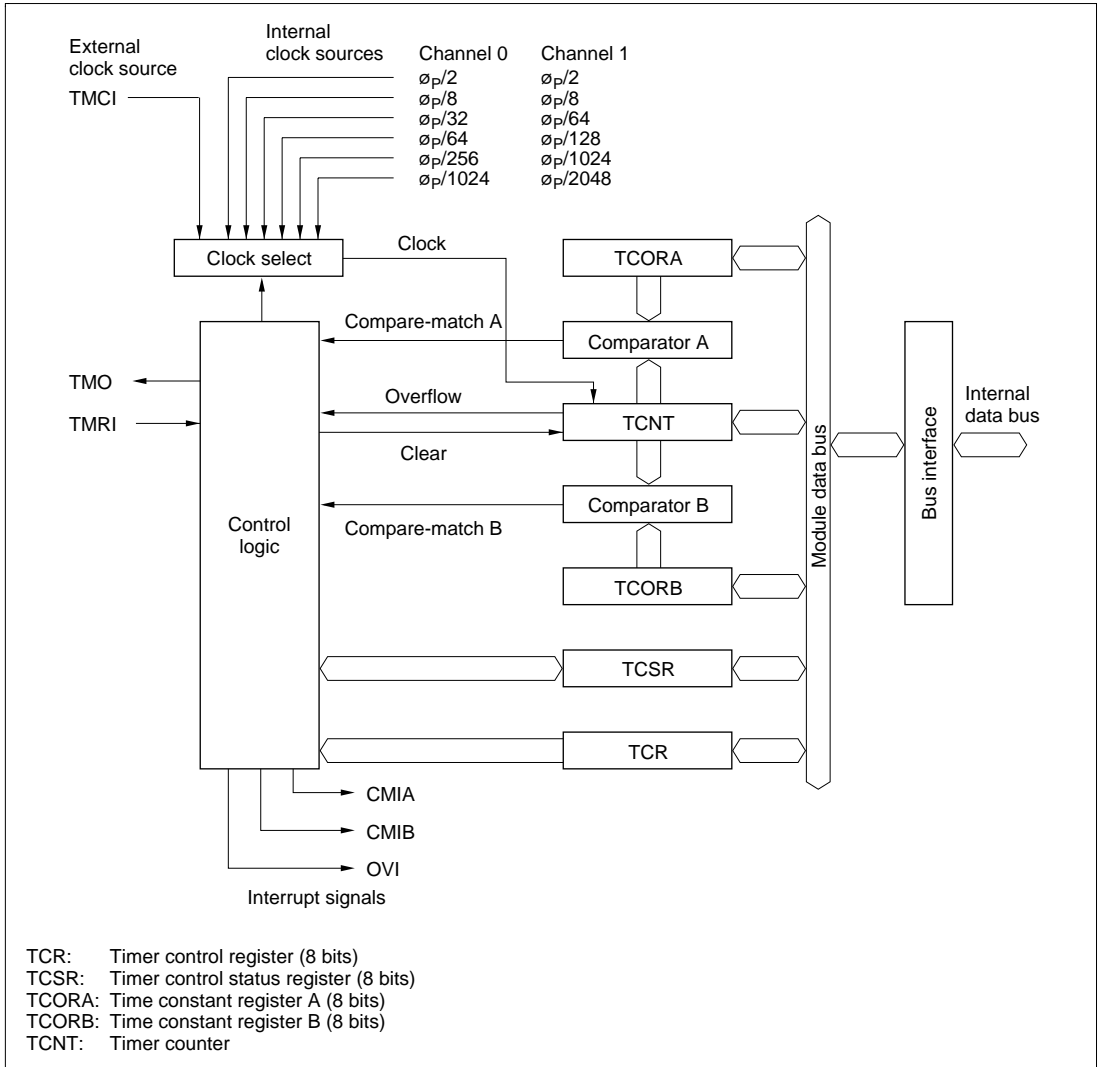 External
clock source
TMCI
Internal
clock sources
Channel 0 Channel 1
øP/2 øP/2
øP/8 øP/8
øP/32 øP/64
øP/64 øP/128
øP/256 øP/1024
øP/1024 øP/2048
Clock select
Clock
TCORA
Compare-match A
Comparator A
TMO
TMRI
Overflow
TCNT
Clear
Comparator B
Compare-match B
Control
logic
TCORB
TCSR
TCR
Module data bus
Bus interface
Internal
data bus
CMIA
CMIB
OVI
Interrupt signals
TCR: Timer control register (8 bits)
TCSR: Timer control status register (8 bits)
TCORA: Time constant register A (8 bits)
TCORB: Time constant register B (8 bits)
TCNT: Timer counter